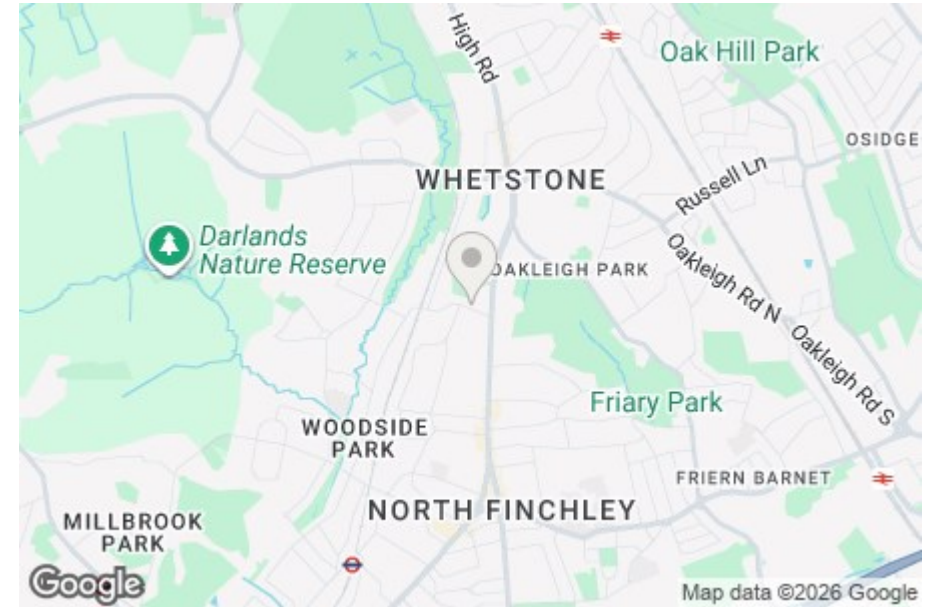 High Rd
Oak Hill Park
OSIDGE
WHETSTONE
Russell Ln
Darlands
Nature Reserve
OAKLEIGH PARK
Oakleigh Rd N
Oakleigh Rd S
Friary Park
WOODSIDE
PARK
FRIERN BARNET
NORTH FINCHLEY
MILLBROOK
PARK
Google
Map data ©2026 Google